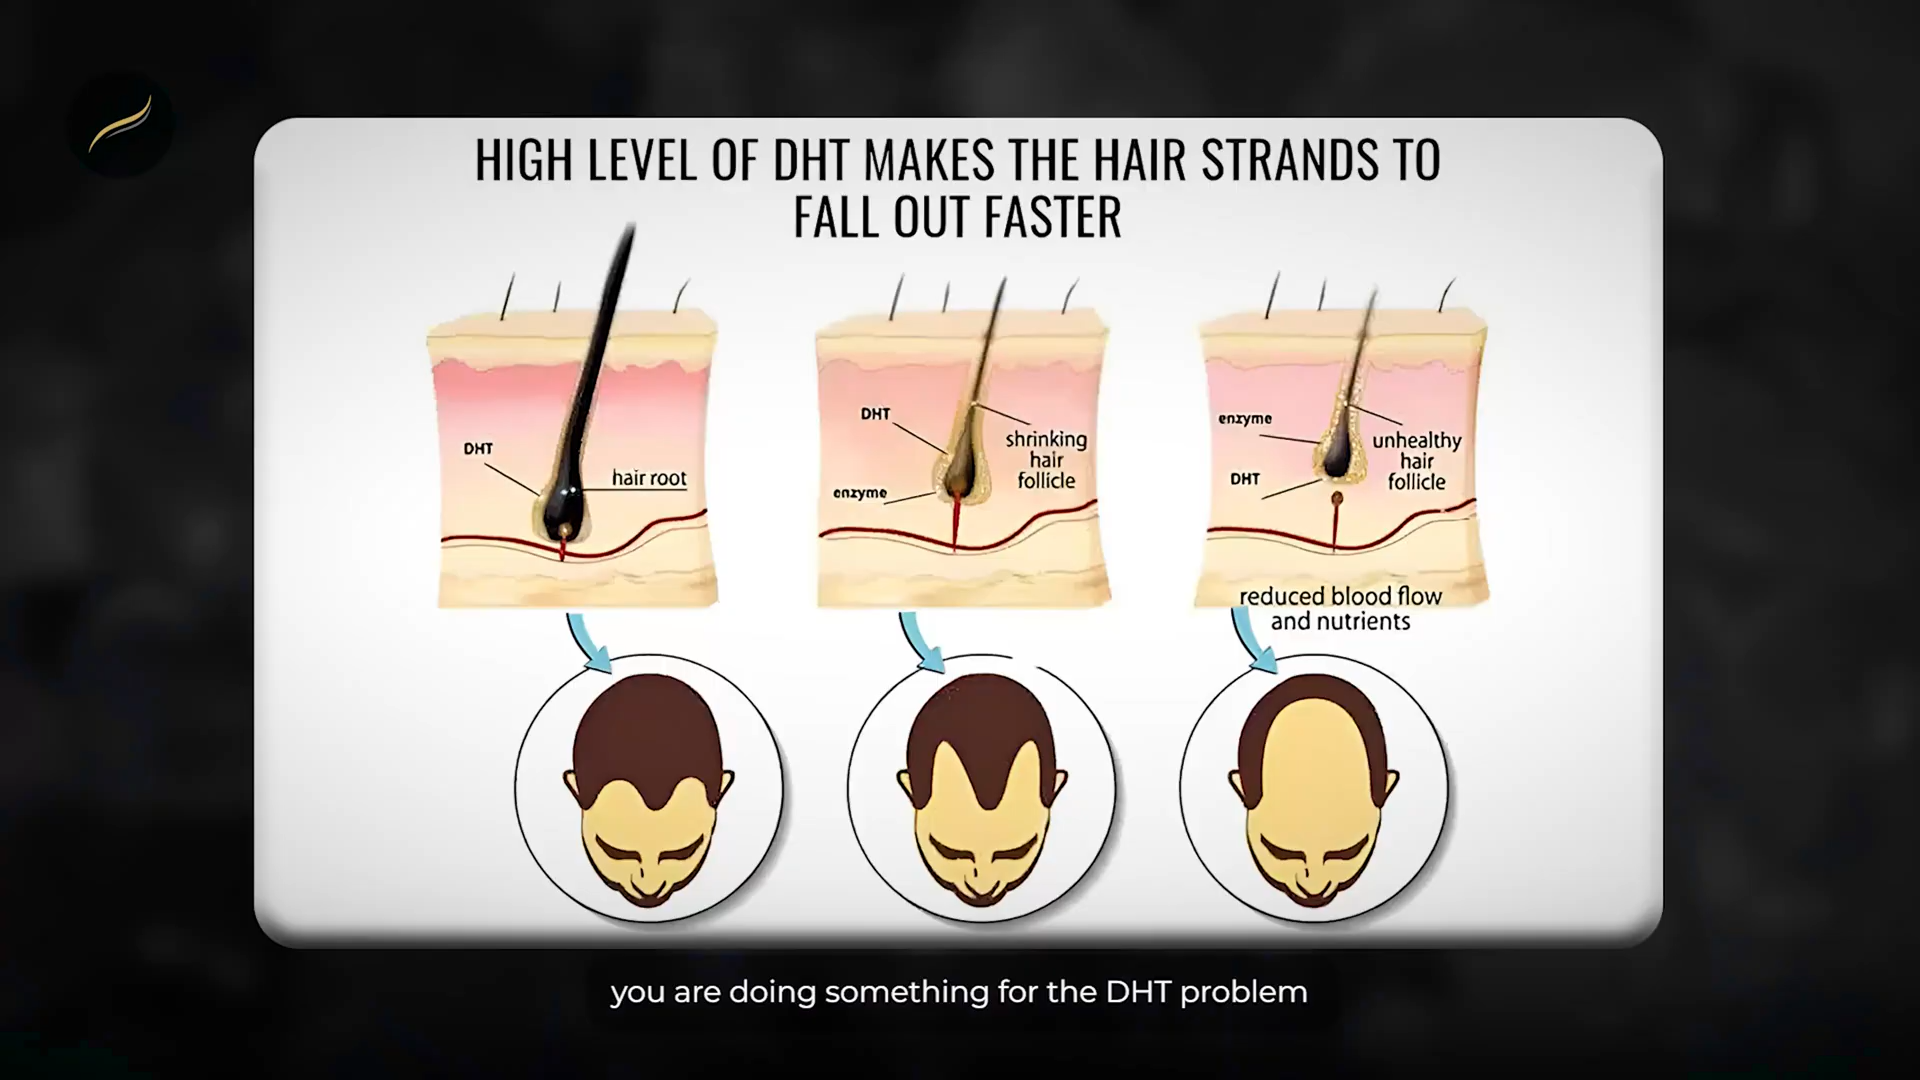 HIGH LEVEL OF DHT MAKES THE HAIR STRANDS TO
FALL OUT FASTER
DHT
hair root
DHT
shrinking
hair
follicle
enzyme
enzyme
unhealthy
hair
follicle
DHT
reduced blood flow
and nutrients
you are doing something for the DHT problem